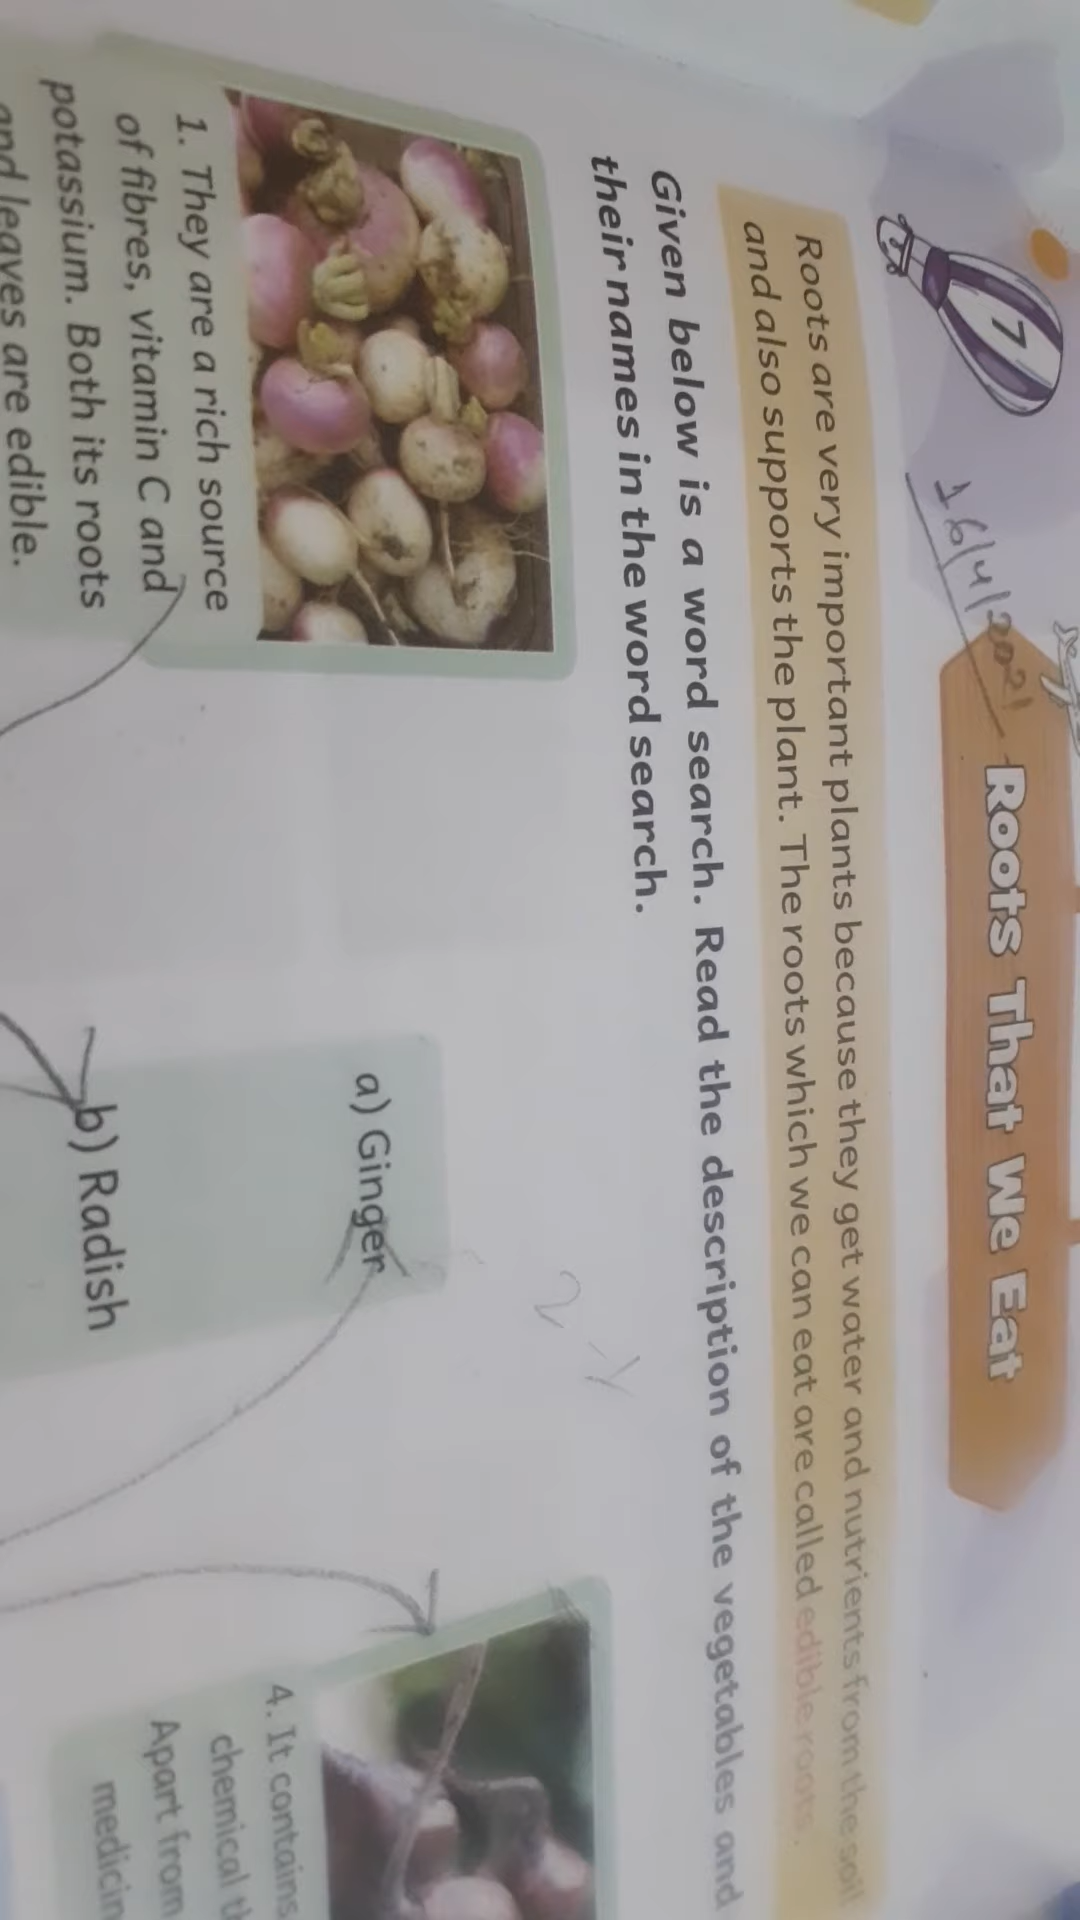 7
16/4/2021
Roots That We Eat
Roots are very important plants because they get water and nutrients from the soil
and also supports the plant. The roots which we can eat are called edible roots.
Given below is a word search. Read the description of the vegetables and
their names in the word search.
1. They are a rich source
of fibres, vitamin C and
potassium. Both its roots
and leaves are edible.
a) Ginger
b) Radish
4. It contains
chemical
Apart from